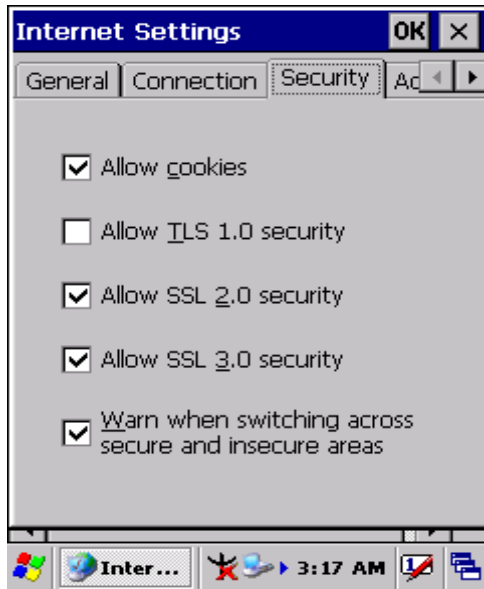 Internet Settings OK ×
General Connection Security Ad
Allow cookies
Allow TLS 1.0 security
Allow SSL 2.0 security
Allow SSL 3.0 security
Warn when switching across
secure and insecure areas
Inter... 3:17 AM